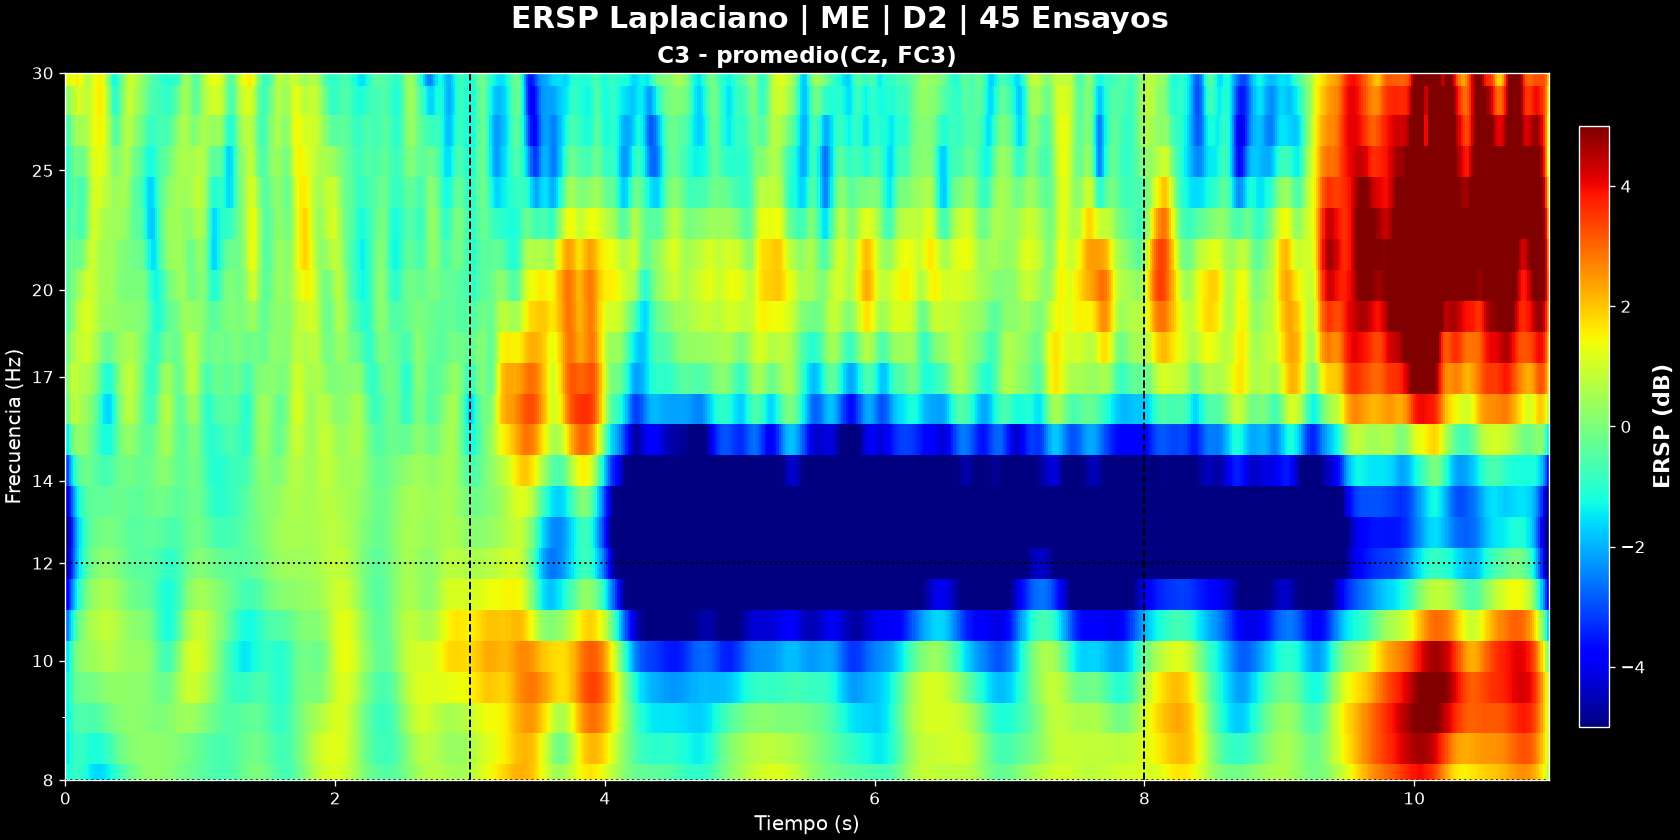 ERSP Laplaciano | ME | D2 | 45 Ensayos
C3 - promedio(Cz, FC3)
Frecuencia (Hz)
30
25
20
17
14
12
10
8
0 2 4 6 8 10
Tiempo (s)
4
2
0
−2
−4
ERSP (dB)